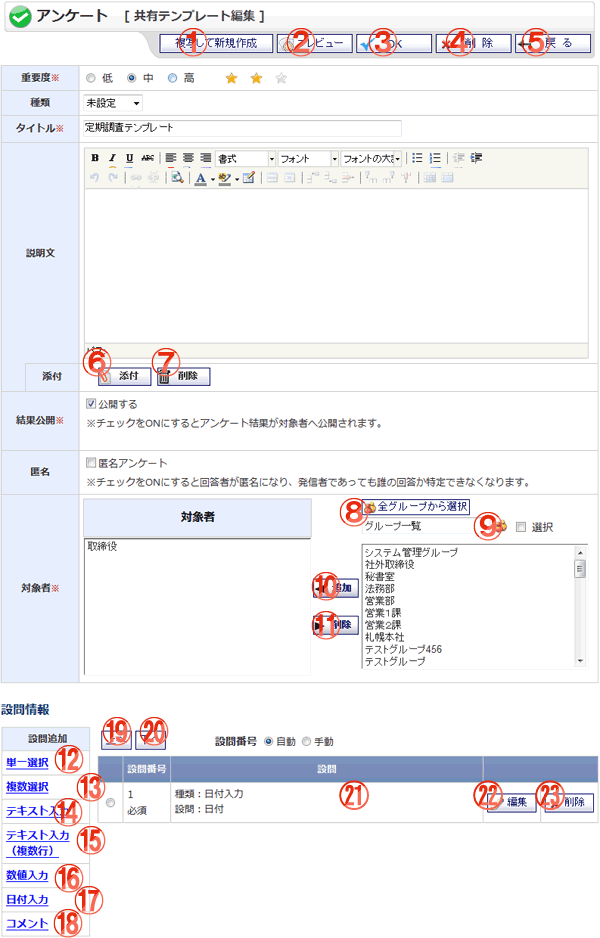 アンケート [ 共有テンプレート編集 ]
① 複写して新規作成 ② プレビュー ③ OK ④ 削除 ⑤ 戻る
重要度※ 低 中 高
種類 未設定
タイトル※ 定期調査テンプレート
B I U ABC 書式 フォント フォントの大き
説明文
⑥ ⑦
添付 添付 削除
結果公開※ 公開する
※チェックをONにするとアンケート結果が対象者へ公開されます。
匿名 匿名アンケート
※チェックをONにすると回答者が匿名になり、発信者であっても誰の回答か特定できなくなります。
対象者 ⑧ 全グループから選択
グループ一覧 ⑨ 選択
対象者※
取締役
⑩ 追加
⑪ 削除
システム管理グループ
社外取締役
秘書室
法務部
営業部
営業1課
営業2課
札幌本社
テストグループ456
テストグループ
設問情報
設問追加
単一選択 ⑫
複数選択 ⑬
テキスト入力 ⑭
テキスト入力
(複数行) ⑮
数値入力 ⑯
日付入力 ⑰
コメント ⑱
⑲ ⑳ 設問番号 自動 手動
設問番号 設問
1 種類：日付入力 ㉑ ㉒ 編集 ㉓ 削除
必須 設問：日付